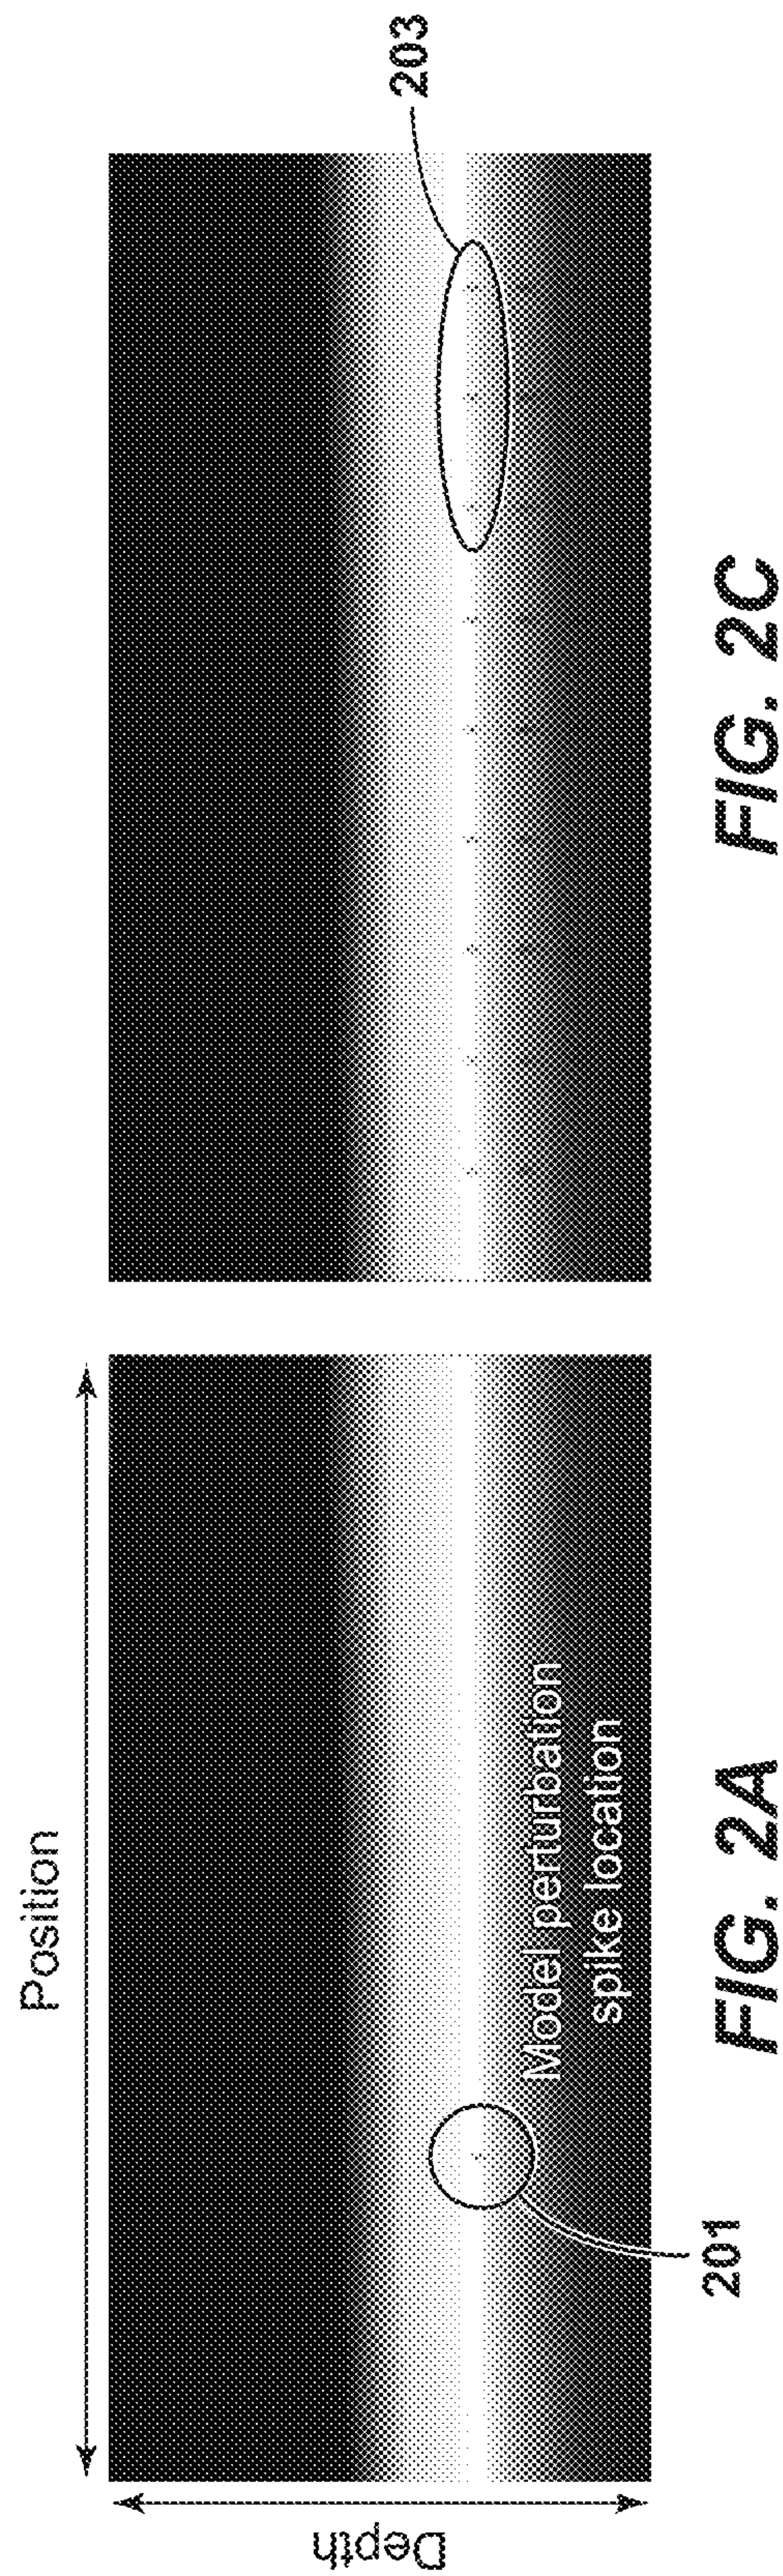 Position
Depth
Model perturbation
spike location
201
FIG. 2A
203
FIG. 2C